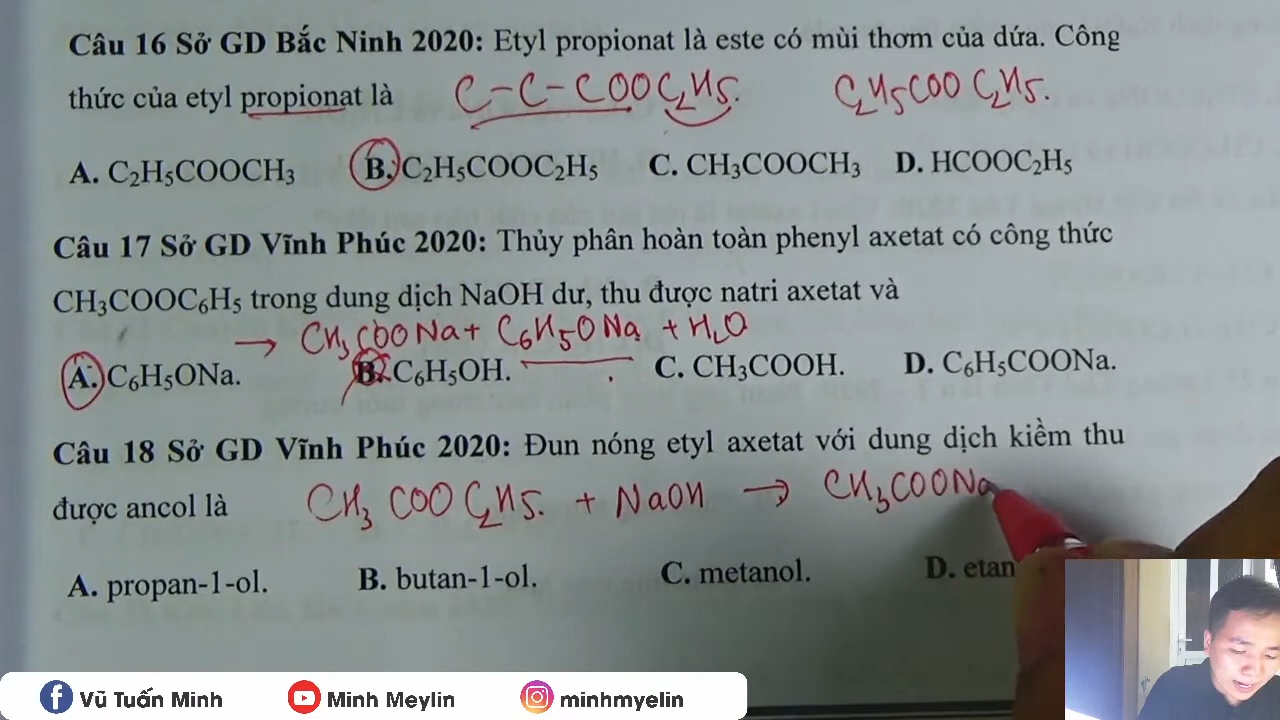 Câu 16 Sở GD Bắc Ninh 2020: Etyl propionat là este có mùi thơm của dứa. Công
thức của etyl propionat là C-C-COOC2H5. C2H5COOC2H5.
A. C2H5COOCH3 B. C2H5COOC2H5 C. CH3COOCH3 D. HCOOC2H5
Câu 17 Sở GD Vĩnh Phúc 2020: Thủy phân hoàn toàn phenyl axetat có công thức
CH3COOC6H5 trong dung dịch NaOH dư, thu được natri axetat và
→ CH3COONa + C6H5ONa + H2O
A. C6H5ONa. B. C6H5OH. C. CH3COOH. D. C6H5COONa.
Câu 18 Sở GD Vĩnh Phúc 2020: Đun nóng etyl axetat với dung dịch kiềm thu
được ancol là CH3COOC2H5. + NaOH → CH3COONa
A. propan-1-ol. B. butan-1-ol. C. metanol. D. etan
Vũ Tuấn Minh Minh Meylin minhmyelin